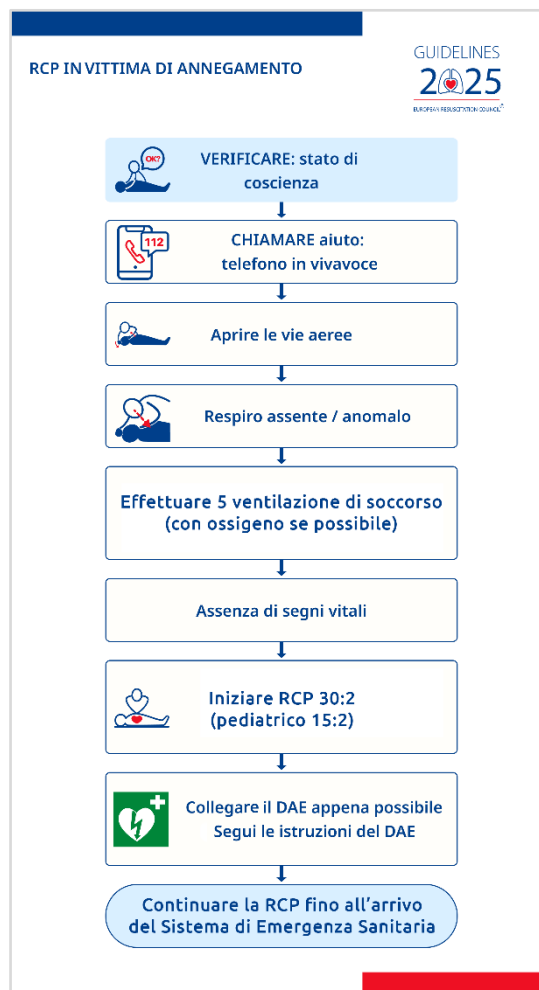 RCP IN VITTIMA DI ANNEGAMENTO
GUIDELINES
2025
EUROPEAN RESUSCITATION COUNCIL
OK?
VERIFICARE: stato di
coscienza
112
CHIAMARE aiuto:
telefono in vivavoce
Aprire le vie aeree
Respiro assente / anomalo
Effettuare 5 ventilazione di soccorso
(con ossigeno se possibile)
Assenza di segni vitali
Iniziare RCP 30:2
(pediatrico 15:2)
Collegare il DAE appena possibile
Segui le istruzioni del DAE
Continuare la RCP fino all’arrivo
del Sistema di Emergenza Sanitaria